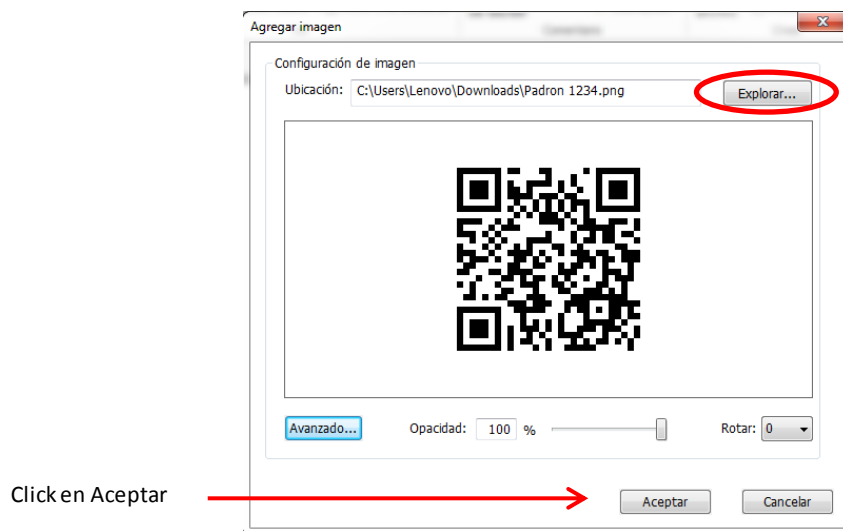 Agregar imagen
Configuración de imagen
Ubicación: C:\Users\Lenovo\Downloads\Padron 1234.png Explorar...
Avanzado... Opacidad: 100 % Rotar: 0
Click en Aceptar Aceptar Cancelar